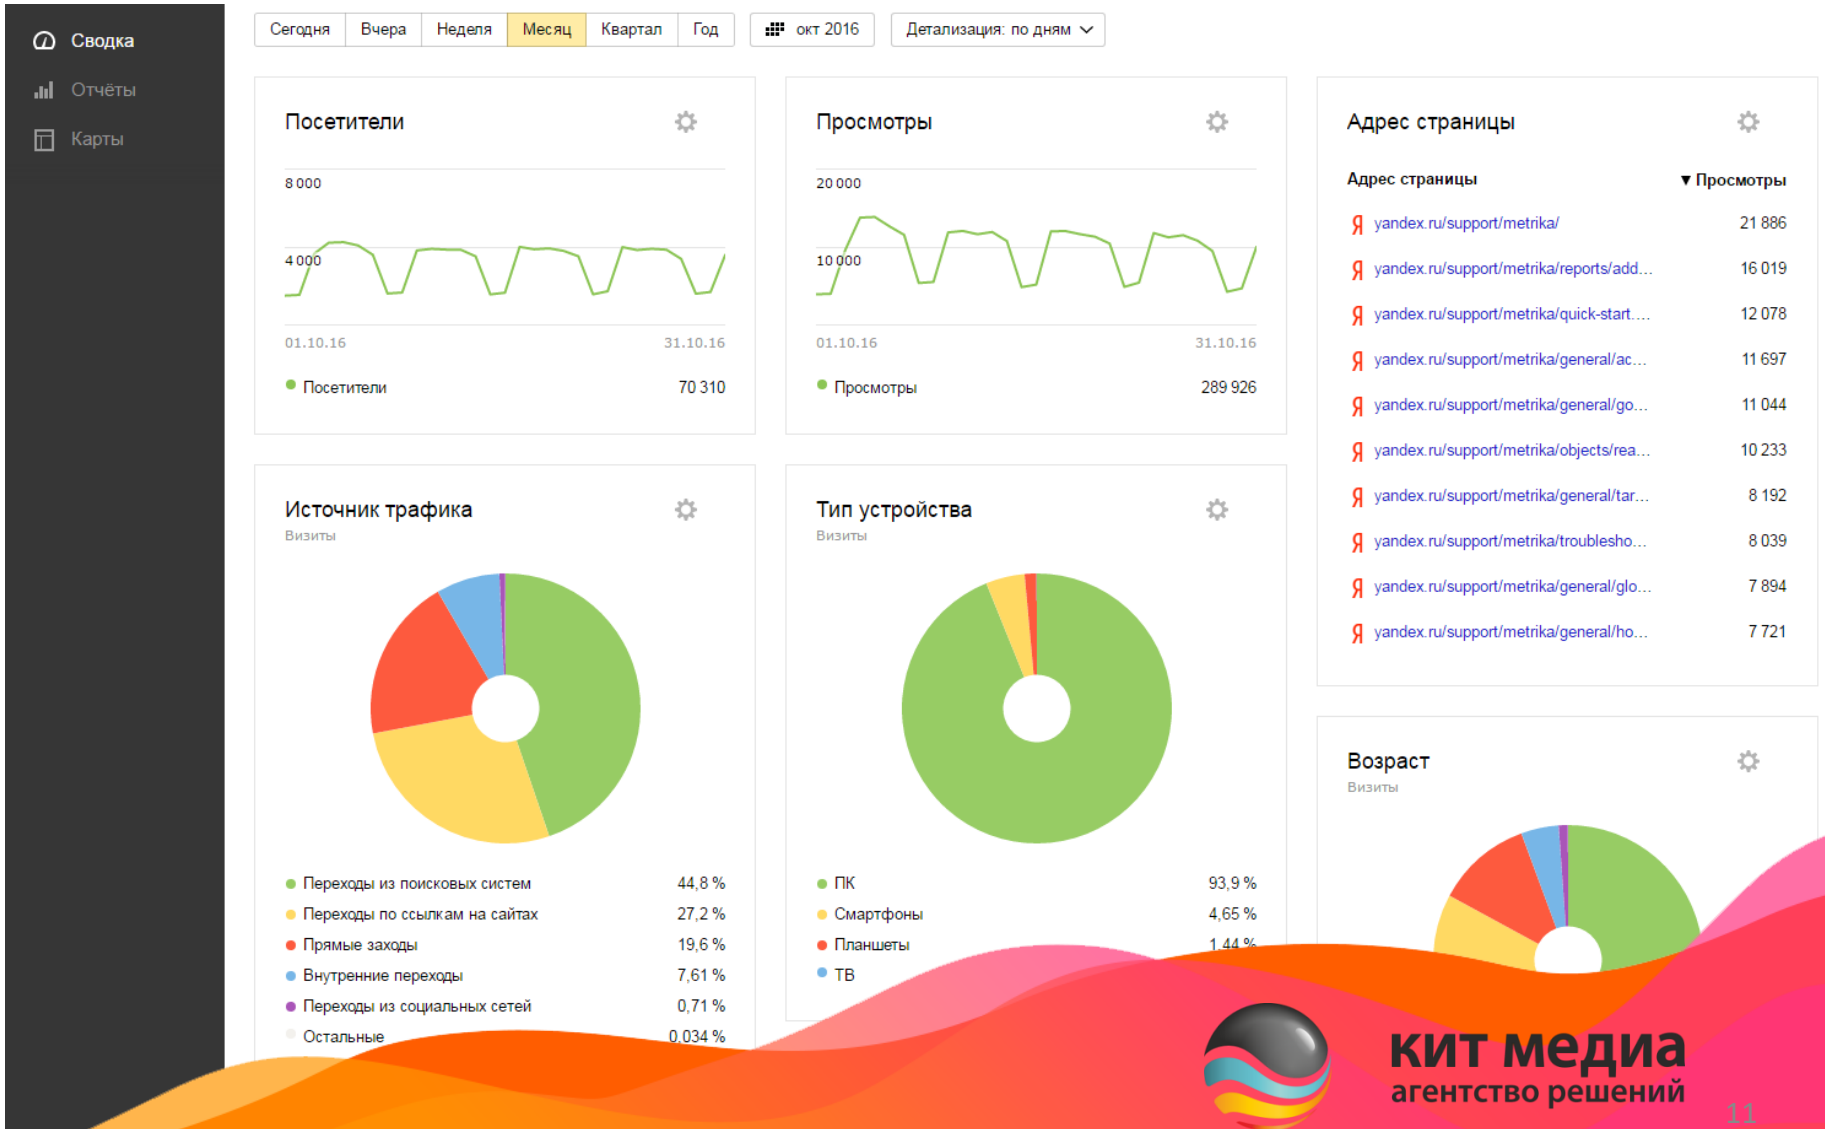 Сводка
Отчёты
Карты
Сегодня Вчера Неделя Месяц Квартал Год окт 2016 Детализация: по дням
Посетители
8 000
4 000
01.10.16 31.10.16
Посетители 70 310
Просмотры
20 000
10 000
01.10.16 31.10.16
Просмотры 289 926
Адрес страницы
Адрес страницы ▼ Просмотры
yandex.ru/support/metrika/ 21 886
yandex.ru/support/metrika/reports/add... 16 019
yandex.ru/support/metrika/quick-start.... 12 078
yandex.ru/support/metrika/general/ac... 11 697
yandex.ru/support/metrika/general/go... 11 044
yandex.ru/support/metrika/objects/rea... 10 233
yandex.ru/support/metrika/general/tar... 8 192
yandex.ru/support/metrika/troublesho... 8 039
yandex.ru/support/metrika/general/glo... 7 894
yandex.ru/support/metrika/general/ho... 7 721
Источник трафика
Визиты
Переходы из поисковых систем 44,8 %
Переходы по ссылкам на сайтах 27,2 %
Прямые заходы 19,6 %
Внутренние переходы 7,61 %
Переходы из социальных сетей 0,71 %
Остальные 0,034 %
Тип устройства
Визиты
ПК 93,9 %
Смартфоны 4,65 %
Планшеты 1,44 %
ТВ
Возраст
Визиты
кит медиа
агентство решений
11